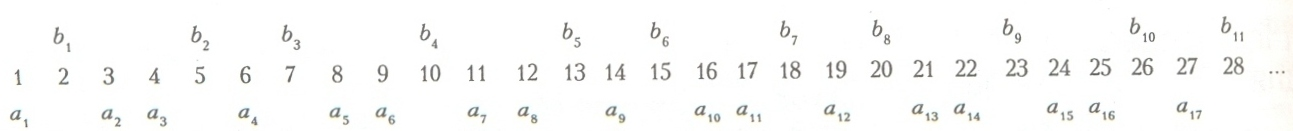 b₁ b₂ b₃ b₄ b₅ b₆ b₇ b₈ b₉ b₁₀ b₁₁
1 2 3 4 5 6 7 8 9 10 11 12 13 14 15 16 17 18 19 20 21 22 23 24 25 26 27 28 ...
a₁ a₂ a₃ a₄ a₅ a₆ a₇ a₈ a₉ a₁₀ a₁₁ a₁₂ a₁₃ a₁₄ a₁₅ a₁₆ a₁₇